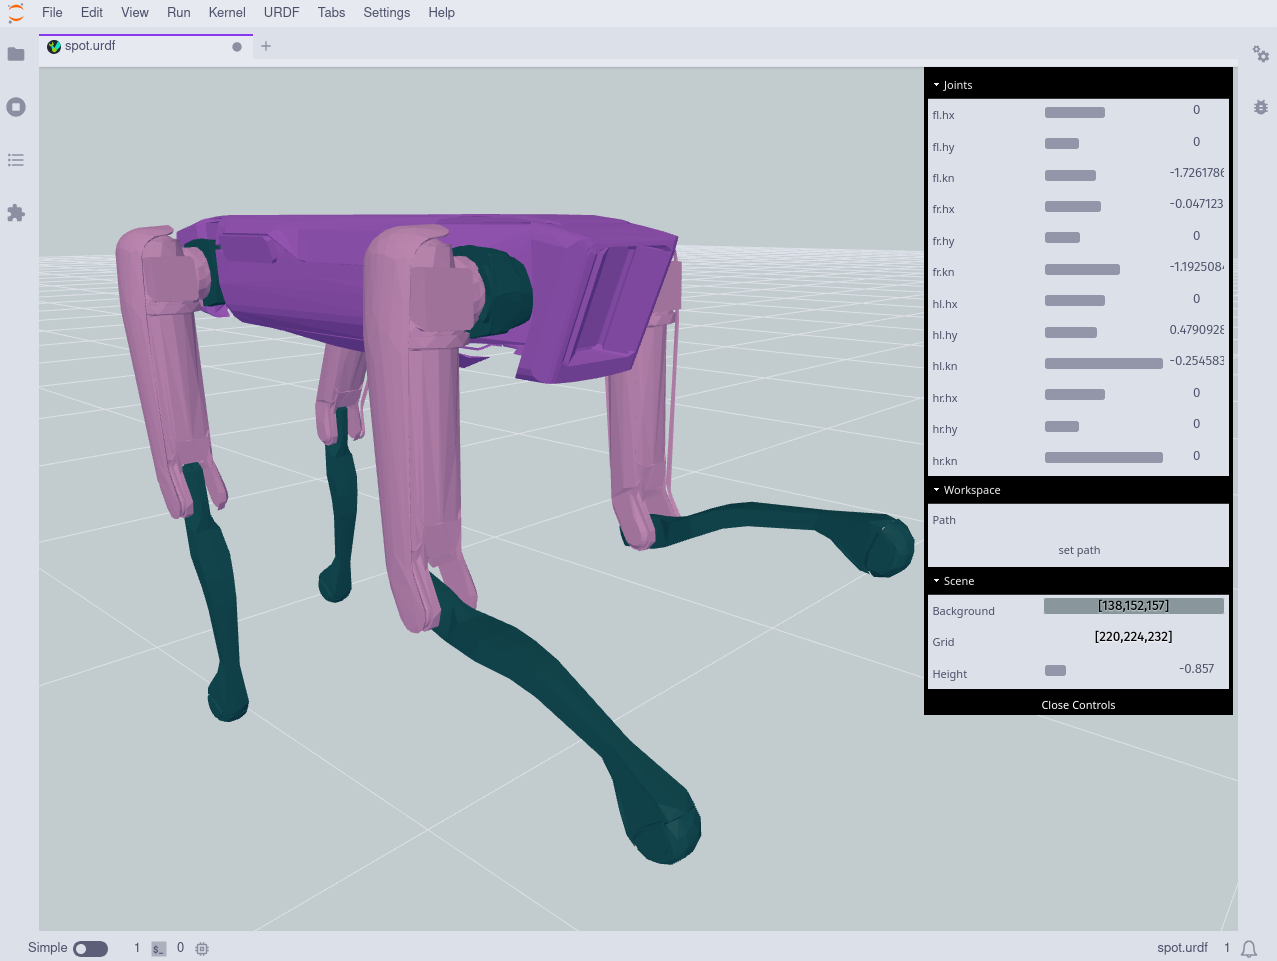 File Edit View Run Kernel URDF Tabs Settings Help
spot.urdf
Joints
fl.hx 0
fl.hy 0
fl.kn -1.7261786
fr.hx -0.047123
fr.hy 0
fr.kn -1.192508
hl.hx 0
hl.hy 0.4790928
hl.kn -0.254583
hr.hx 0
hr.hy 0
hr.kn 0
Workspace
Path
set path
Scene
Background [138,152,157]
Grid [220,224,232]
Height -0.857
Close Controls
Simple 1 $_ 0 spot.urdf 1